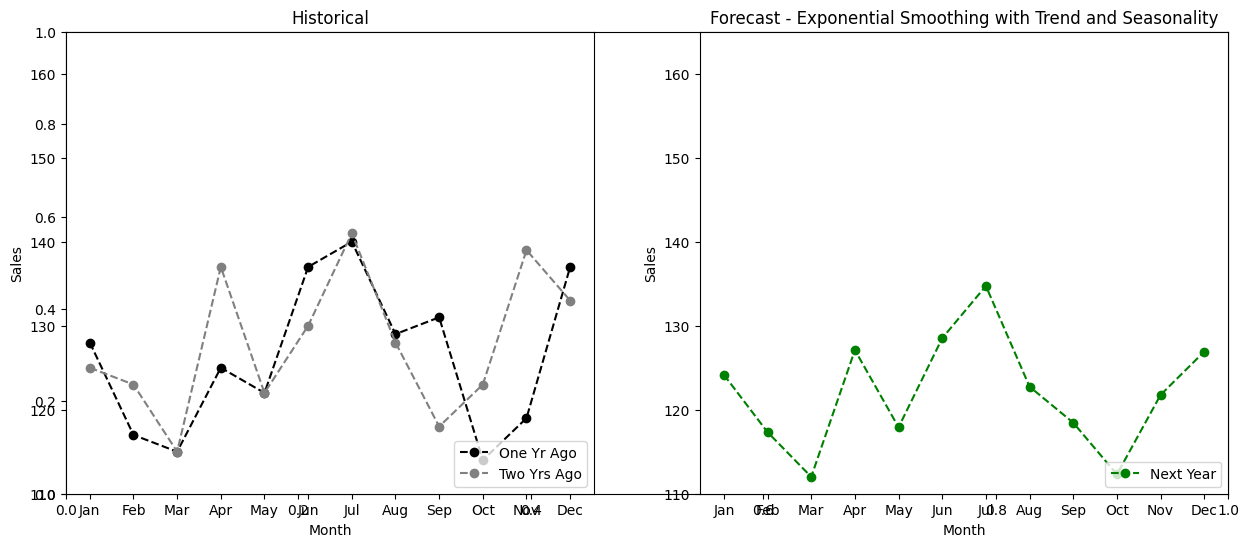 Historical
Forecast - Exponential Smoothing with Trend and Seasonality
1.0
160
0.8
150
0.6
140
0.4
130
0.2
120
0.0
110
Sales
One Yr Ago
Two Yrs Ago
0.0 Jan Feb Mar Apr May 0.2 Jun Jul Aug Sep Oct Nov 0.4 Dec
Month
160
150
140
130
120
110
Sales
Next Year
Jan 0.6 Feb Mar Apr May Jun Jul 0.8 Aug Sep Oct Nov Dec 1.0
Month